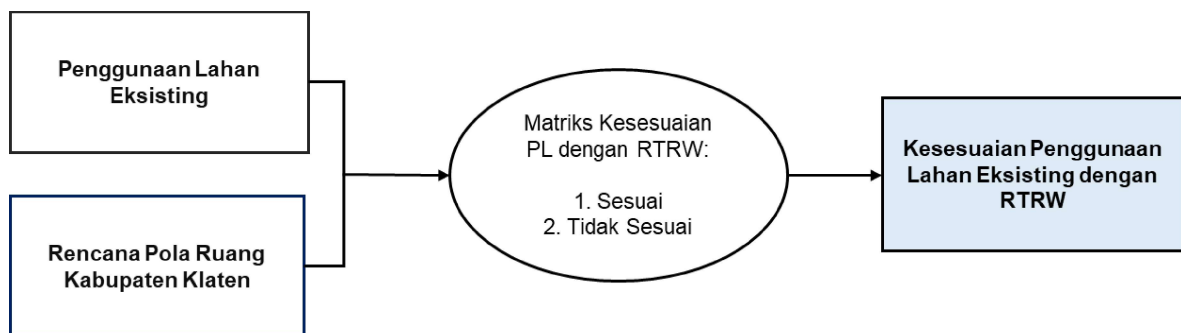 Penggunaan Lahan
Eksisting
Rencana Pola Ruang
Kabupaten Klaten
Matriks Kesesuaian
PL dengan RTRW:
1. Sesuai
2. Tidak Sesuai
Kesesuaian Penggunaan
Lahan Eksisting dengan
RTRW